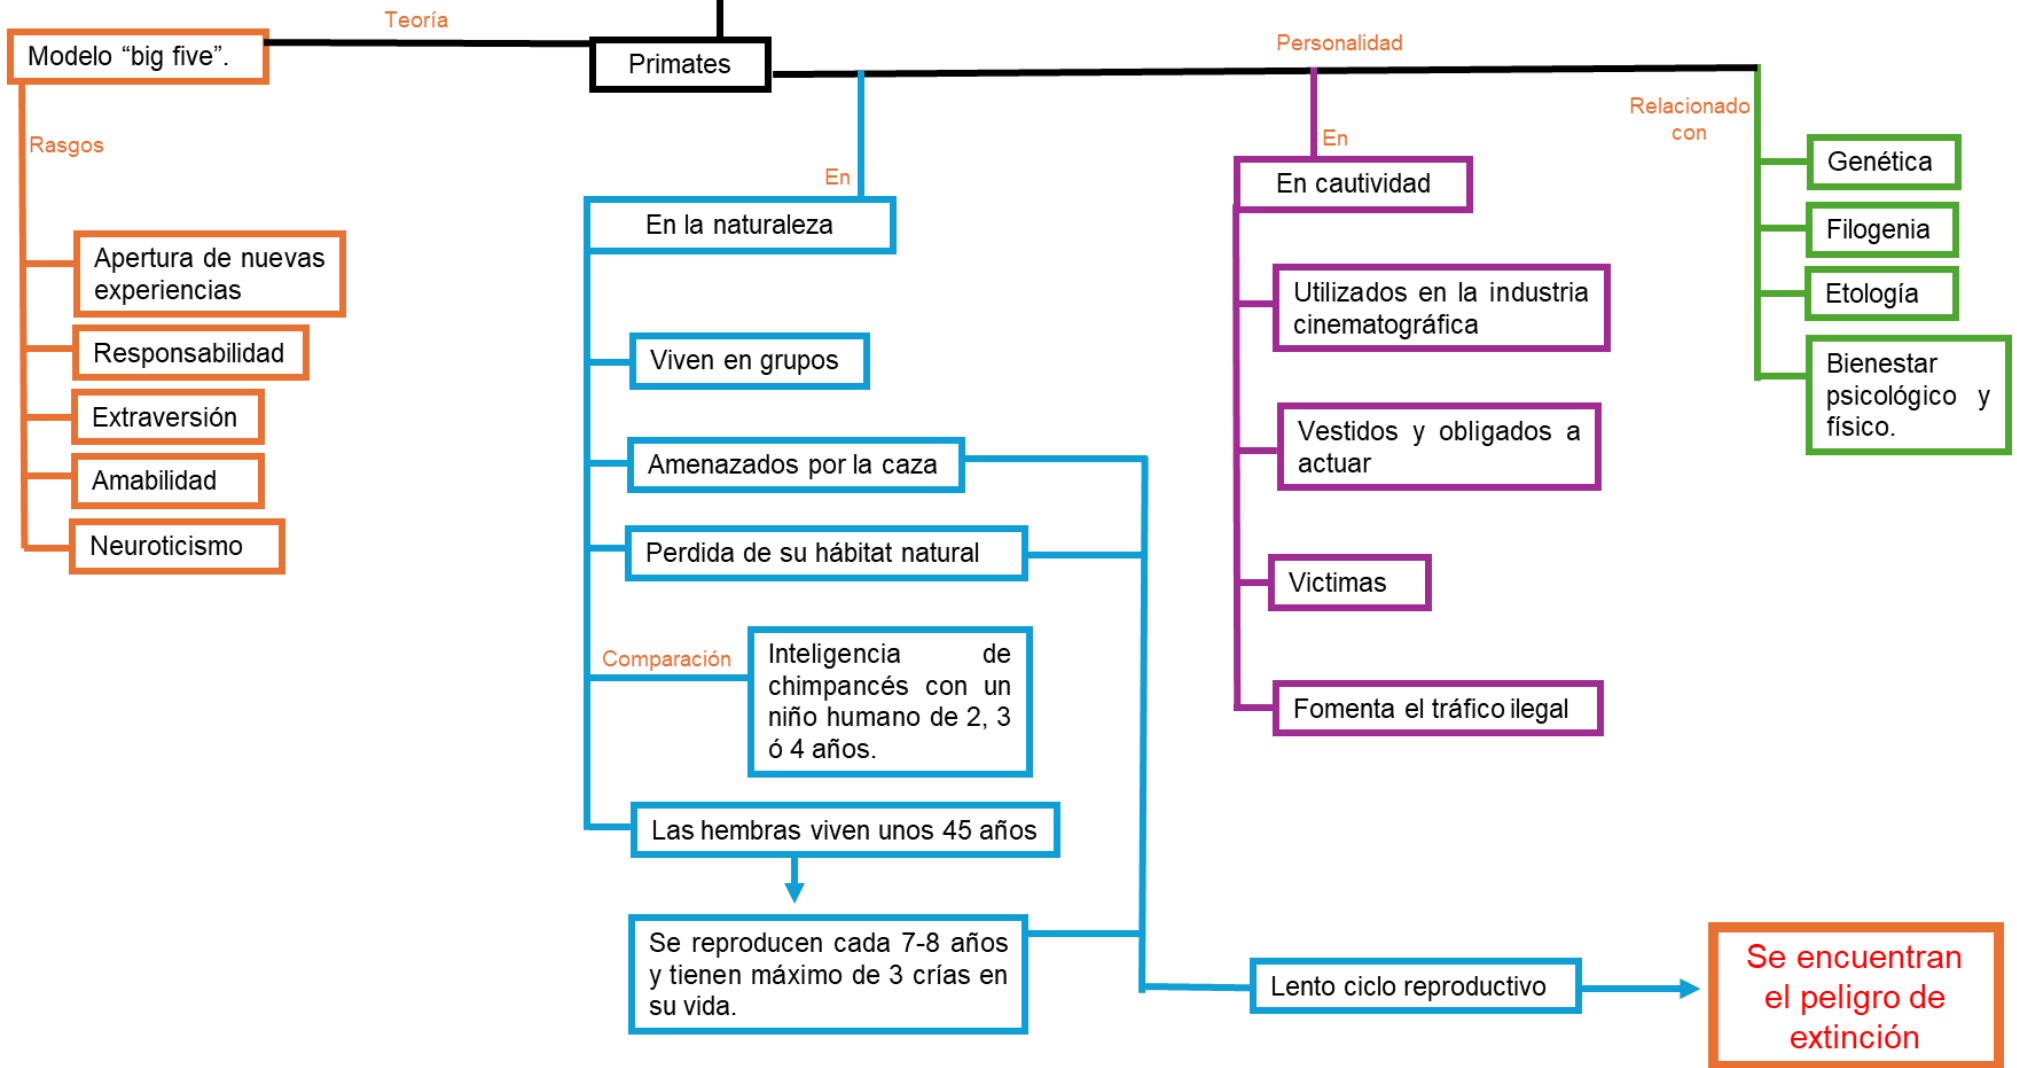 Teoría
Modelo “big five”.
Primates
Personalidad
Rasgos
Apertura de nuevas
experiencias
Responsabilidad
Extraversión
Amabilidad
Neuroticismo
En
En la naturaleza
Viven en grupos
Amenazados por la caza
Perdida de su hábitat natural
Comparación
Inteligencia de
chimpancés con un
niño humano de 2, 3
ó 4 años.
Las hembras viven unos 45 años
Se reproducen cada 7-8 años
y tienen máximo de 3 crías en
su vida.
En
En cautividad
Utilizados en la industria
cinematográfica
Vestidos y obligados a
actuar
Victimas
Fomenta el tráfico ilegal
Relacionado
con
Genética
Filogenia
Etología
Bienestar
psicológico y
físico.
Lento ciclo reproductivo
Se encuentran
el peligro de
extinción